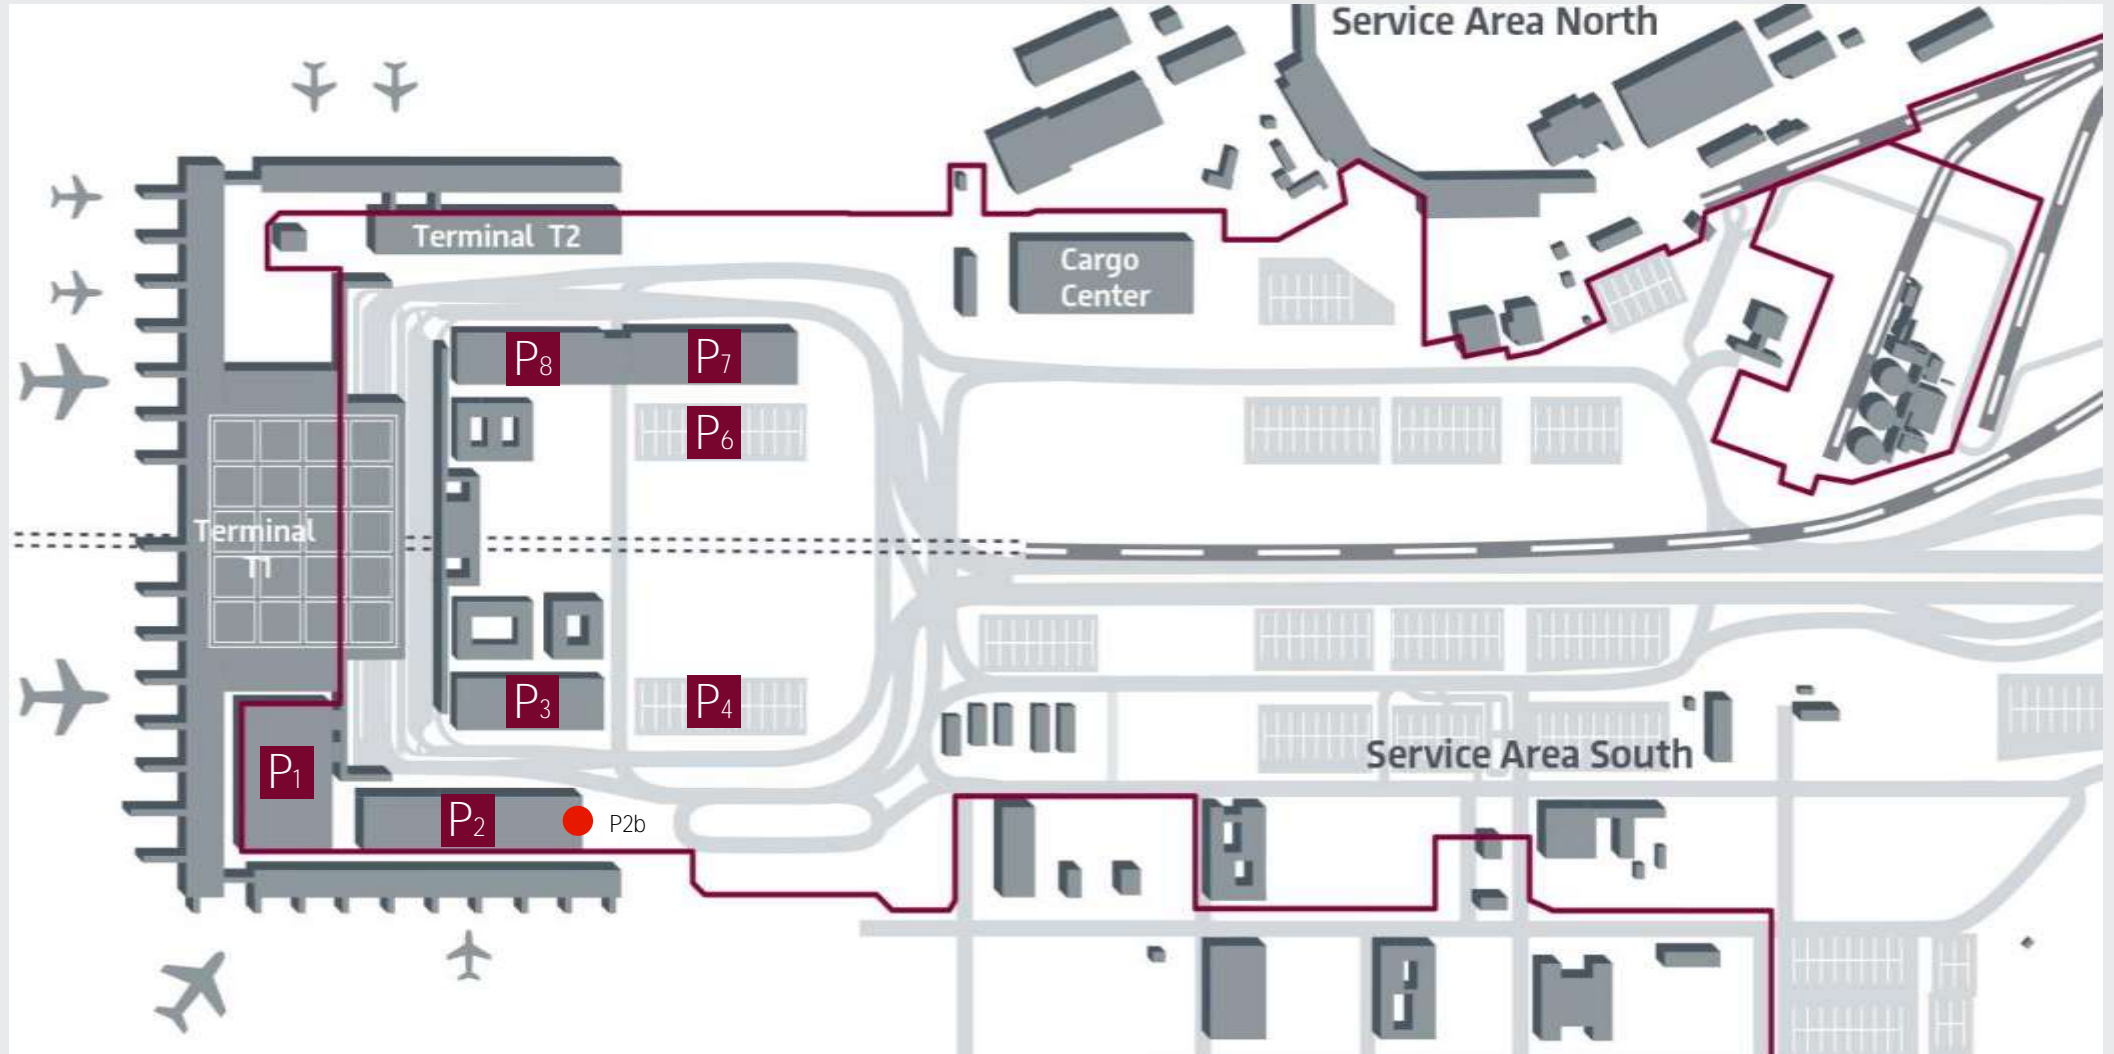 Service Area North
Terminal T2
Cargo
Center
P8
P7
P6
Terminal
T1
P3
P4
P1
P2
P2b
Service Area South